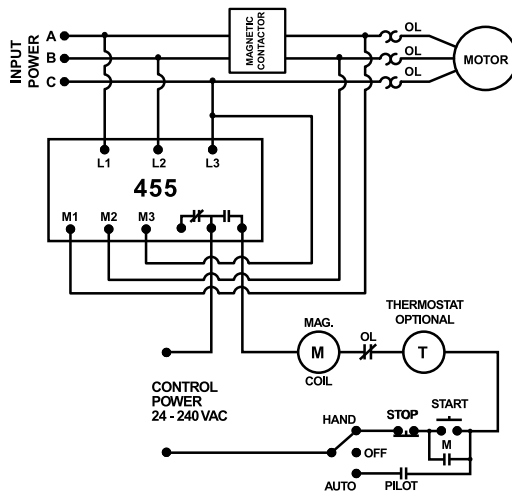 INPUT POWER
A
B
C
MAGNETIC
CONTACTOR
OL
OL
OL
MOTOR
L1 L2 L3
455
M1 M2 M3
MAG.
M
COIL
OL
THERMOSTAT
OPTIONAL
T
CONTROL
POWER
24 - 240 VAC
HAND
OFF
AUTO
STOP
START
M
PILOT